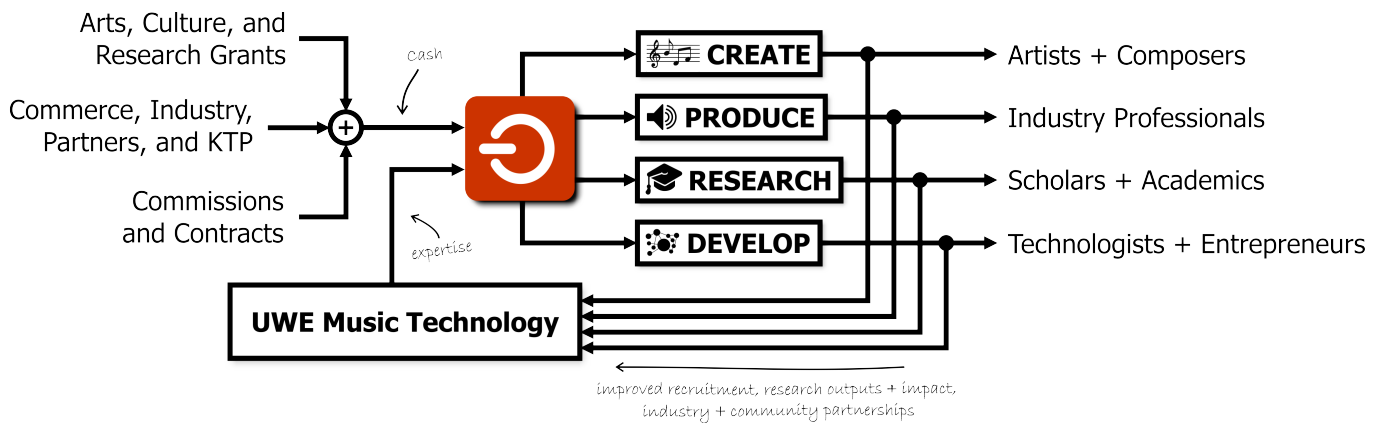 Arts, Culture, and
Research Grants
Commerce, Industry,
Partners, and KTP
Commissions
and Contracts
+
cash
expertise
CREATE
PRODUCE
RESEARCH
DEVELOP
Artists + Composers
Industry Professionals
Scholars + Academics
Technologists + Entrepreneurs
UWE Music Technology
improved recruitment, research outputs + impact,
industry + community partnerships